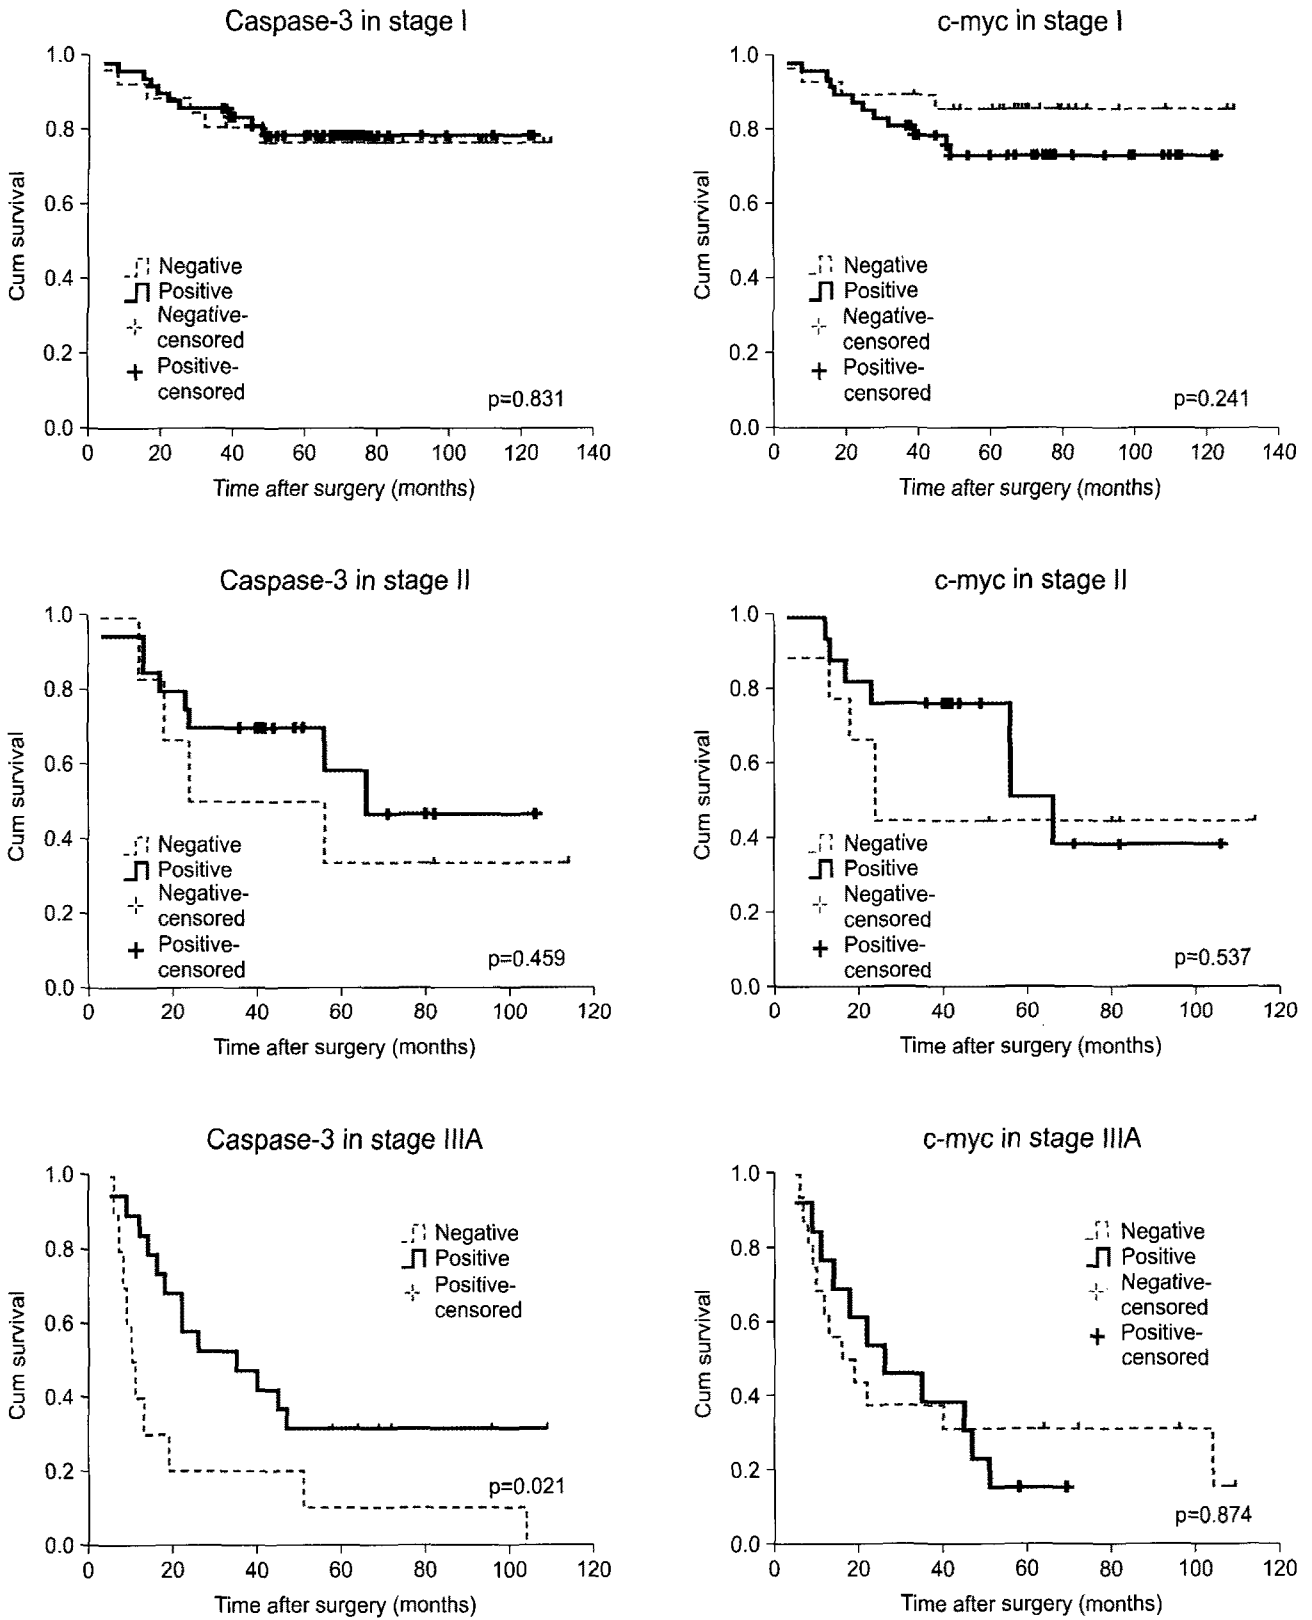 Caspase-3 in stage I
1.0
0.8
0.6
0.4
0.2
0.0
Cum survival
Negative
Positive
Negative-
censored
Positive-
censored
p=0.831
0 20 40 60 80 100 120 140
Time after surgery (months)
c-myc in stage I
1.0
0.8
0.6
0.4
0.2
0.0
Cum survival
Negative
Positive
Negative-
censored
Positive-
censored
p=0.241
0 20 40 60 80 100 120 140
Time after surgery (months)
Caspase-3 in stage II
1.0
0.8
0.6
0.4
0.2
0.0
Cum survival
Negative
Positive
Negative-
censored
Positive-
censored
p=0.459
0 20 40 60 80 100 120
Time after surgery (months)
c-myc in stage II
1.0
0.8
0.6
0.4
0.2
0.0
Cum survival
Negative
Positive
Negative-
censored
Positive-
censored
p=0.537
0 20 40 60 80 100 120
Time after surgery (months)
Caspase-3 in stage IIIA
1.0
0.8
0.6
0.4
0.2
0.0
Cum survival
Negative
Positive
Positive-
censored
p=0.021
0 20 40 60 80 100 120
Time after surgery (months)
c-myc in stage IIIA
1.0
0.8
0.6
0.4
0.2
0.0
Cum survival
Negative
Positive
Negative-
censored
Positive-
censored
p=0.874
0 20 40 60 80 100 120
Time after surgery (months)